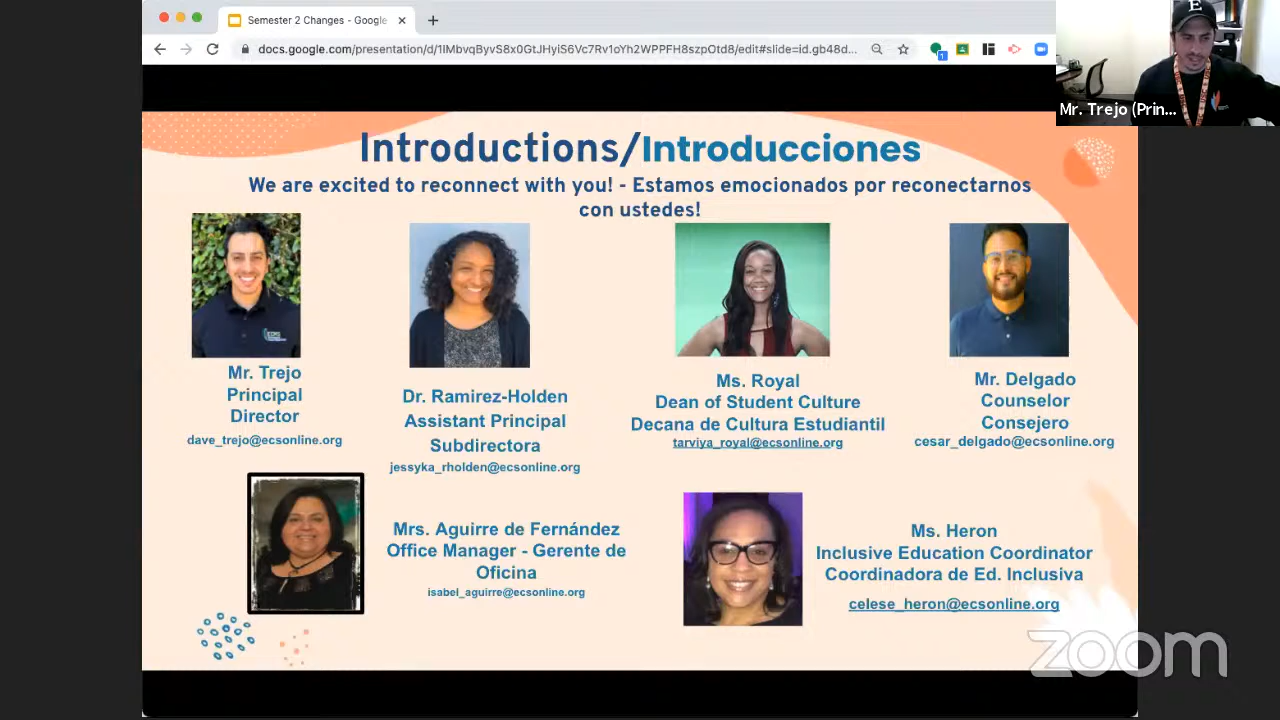 Semester 2 Changes - Google
docs.google.com/presentation/d/1lMbvqByvS8x0GtJHyiS6Vc7Rv1oYh2WPPFH8szpOtd8/edit#slide=id.gb48d...
1
E
Mr. Trejo (Prin...
Introductions/Introducciones
We are excited to reconnect with you! - Estamos emocionados por reconectarnos
con ustedes!
Mr. Trejo
Principal
Director
dave_trejo@ecsonline.org
Dr. Ramirez-Holden
Assistant Principal
Subdirectora
jessyka_rholden@ecsonline.org
Ms. Royal
Dean of Student Culture
Decana de Cultura Estudiantil
tarviya_royal@ecsonline.org
Mr. Delgado
Counselor
Consejero
cesar_delgado@ecsonline.org
Mrs. Aguirre de Fernández
Office Manager - Gerente de
Oficina
isabel_aguirre@ecsonline.org
Ms. Heron
Inclusive Education Coordinator
Coordinadora de Ed. Inclusiva
celese_heron@ecsonline.org
zoom